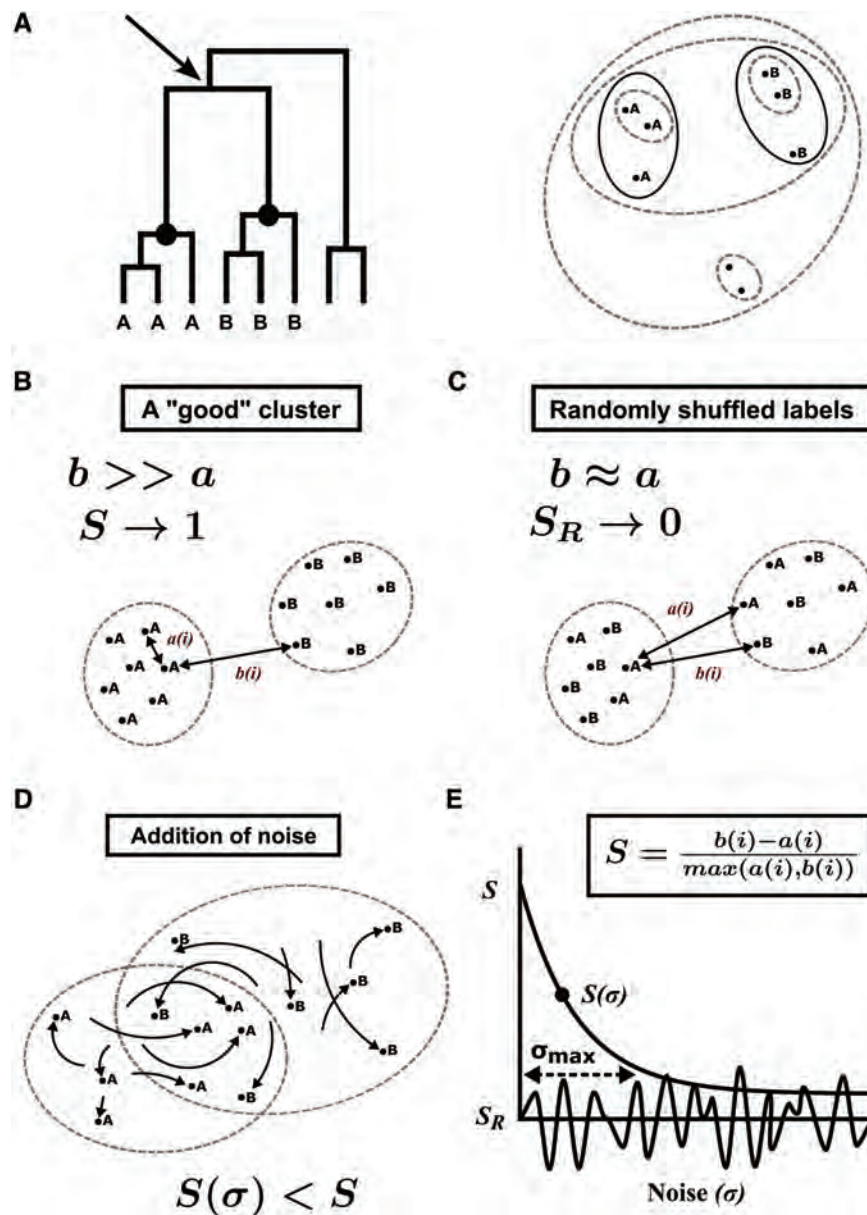 A
A A A B B B
A
A
A
B
B
B
B
A "good" cluster
b >> a
S → 1
A
A
A
A
A
A
A
a(i)
b(i)
B
B
B
B
B
B
B
C
Randomly shuffled labels
b ≈ a
S_R → 0
A
B
B
A
B
A
B
a(i)
b(i)
A
B
A
A
B
B
A
D
Addition of noise
B
B
B
B
B
B
B
A
A
A
A
A
A
A
S(σ) < S
E
S = b(i)−a(i) / max(a(i),b(i))
S
S(σ)
σmax
S_R
Noise (σ)